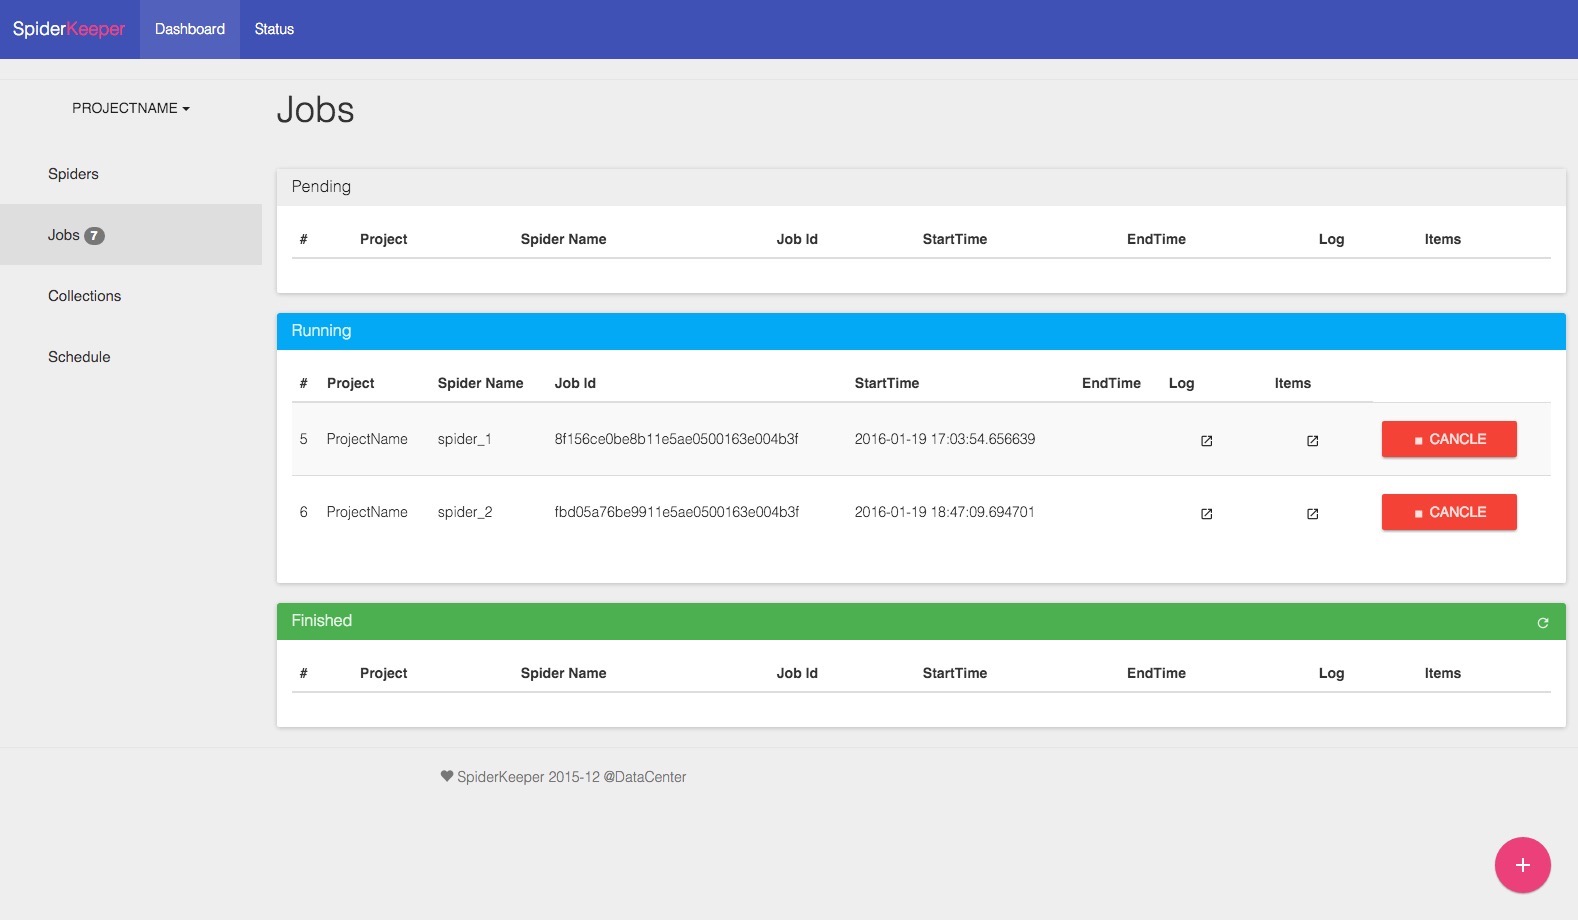 SpiderKeeper Dashboard Status
PROJECTNAME
Jobs
Spiders
Jobs 7
Collections
Schedule
Pending
# Project Spider Name Job Id StartTime EndTime Log Items
Running
# Project Spider Name Job Id StartTime EndTime Log Items
5 ProjectName spider_1 8f156ce0be8b11e5ae0500163e004b3f 2016-01-19 17:03:54.656639 CANCLE
6 ProjectName spider_2 fbd05a76be9911e5ae0500163e004b3f 2016-01-19 18:47:09.694701 CANCLE
Finished
# Project Spider Name Job Id StartTime EndTime Log Items
SpiderKeeper 2015-12 @DataCenter
+